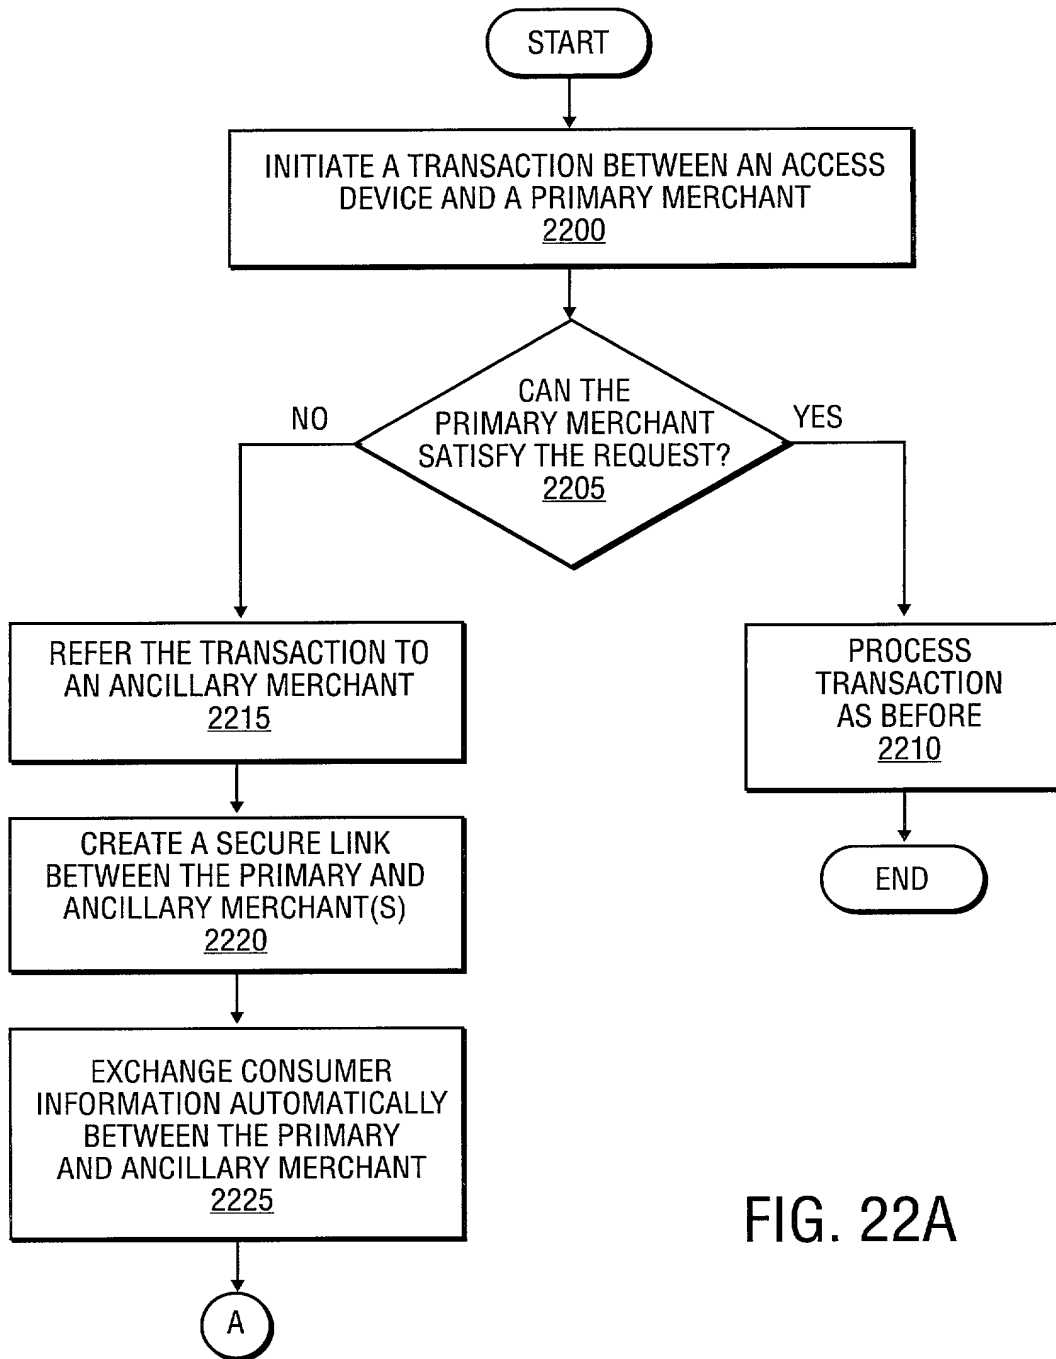 START
INITIATE A TRANSACTION BETWEEN AN ACCESS
DEVICE AND A PRIMARY MERCHANT
2200
CAN THE
PRIMARY MERCHANT
SATISFY THE REQUEST?
2205
NO
YES
REFER THE TRANSACTION TO
AN ANCILLARY MERCHANT
2215
PROCESS
TRANSACTION
AS BEFORE
2210
CREATE A SECURE LINK
BETWEEN THE PRIMARY AND
ANCILLARY MERCHANT(S)
2220
END
EXCHANGE CONSUMER
INFORMATION AUTOMATICALLY
BETWEEN THE PRIMARY
AND ANCILLARY MERCHANT
2225
A
FIG. 22A